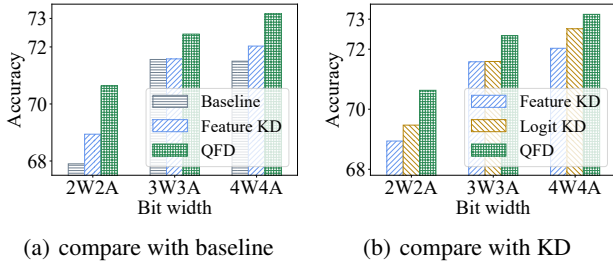 73
72
70
68
Accuracy
Baseline
Feature KD
QFD
2W2A 3W3A 4W4A
Bit width
(a) compare with baseline
73
72
70
68
Accuracy
Feature KD
Logit KD
QFD
2W2A 3W3A 4W4A
Bit width
(b) compare with KD